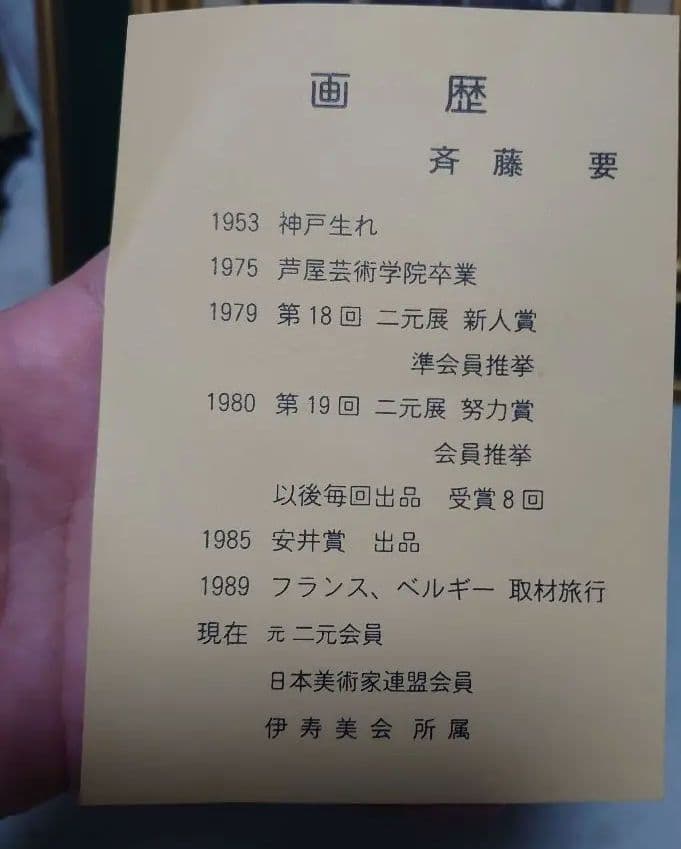 画 歴
斉 藤 要
1953 神戸生れ
1975 芦屋芸術学院卒業
1979 第18回 二元展 新人賞
準会員推挙
1980 第19回 二元展 努力賞
会員推挙
以後毎回出品 受賞8回
1985 安井賞 出品
1989 フランス、ベルギー 取材旅行
現在 元 二元会員
日本美術家連盟会員
伊 寿 美 会 所 属